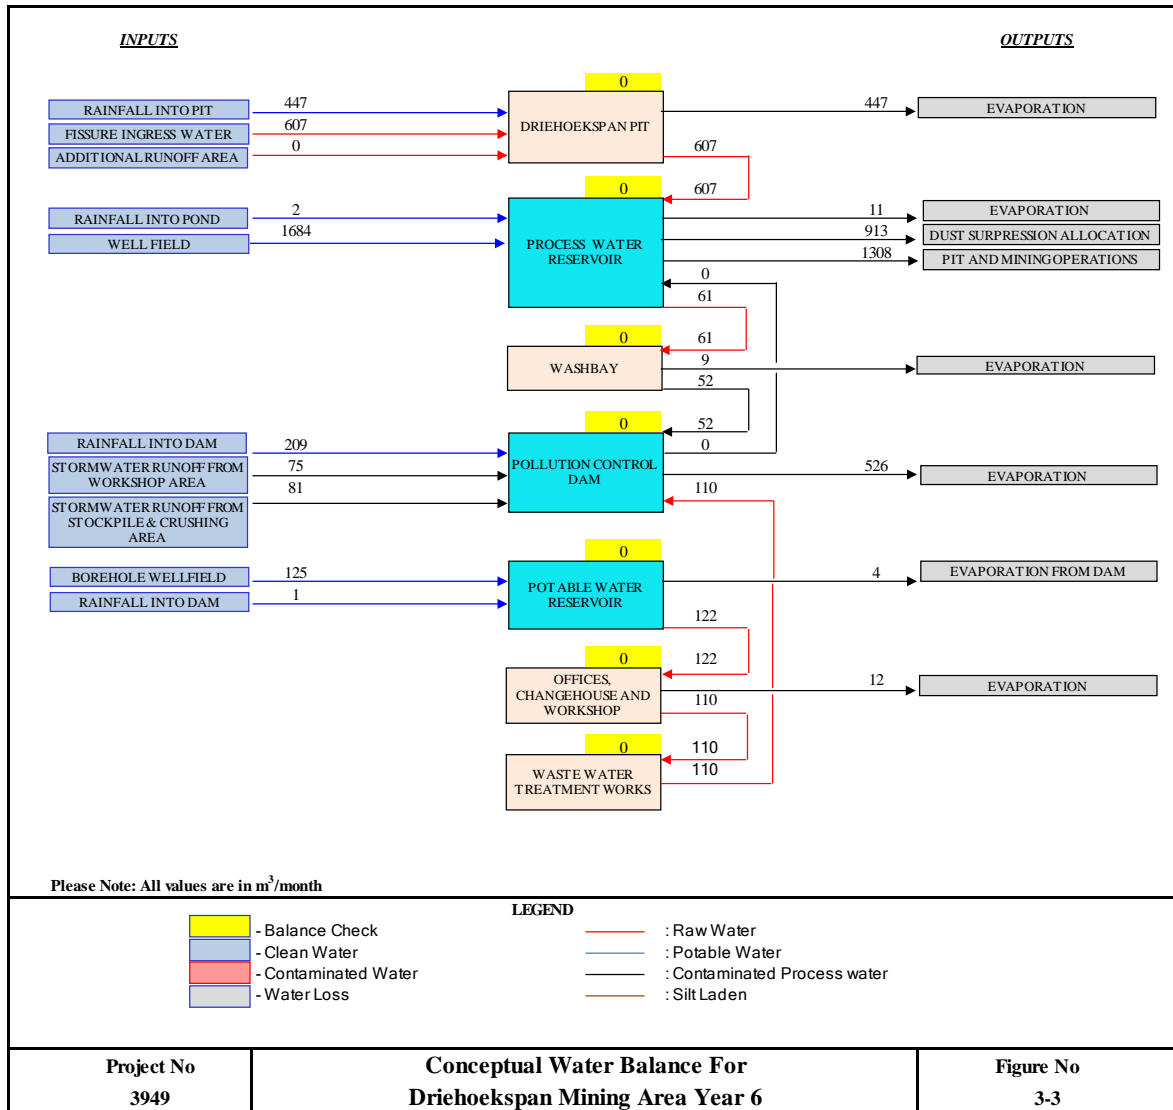 INPUTS
OUTPUTS
0
RAINFALL INTO PIT
447
DRIEHOEKSPAN PIT
447
EVAPORATION
FISSURE INGRESS WATER
607
ADDITIONAL RUNOFF AREA
0
607
0
607
RAINFALL INTO POND
2
WELL FIELD
1684
PROCESS WATER
RESERVOIR
11
EVAPORATION
913
DUST SURPRESSION ALLOCATION
1308
PIT AND MINING OPERATIONS
0
61
0
61
WASHBAY
9
EVAPORATION
52
0
52
0
RAINFALL INTO DAM
209
STORMWATER RUNOFF FROM
WORKSHOP AREA
75
81
STORMWATER RUNOFF FROM
STOCKPILE & CRUSHING
AREA
POLLUTION CONTROL
DAM
526
EVAPORATION
110
0
BOREHOLE WELLFIELD
125
RAINFALL INTO DAM
1
POTABLE WATER
RESERVOIR
4
EVAPORATION FROM DAM
122
0
122
OFFICES,
CHANGEHOUSE AND
WORKSHOP
12
EVAPORATION
110
0
110
WASTE WATER
TREATMENT WORKS
110
Please Note: All values are in m³/month
LEGEND
- Balance Check
: Raw Water
- Clean Water
: Potable Water
- Contaminated Water
: Contaminated Process water
- Water Loss
: Silt Laden
Project No
3949
Conceptual Water Balance For
Driehoekspan Mining Area Year 6
Figure No
3-3